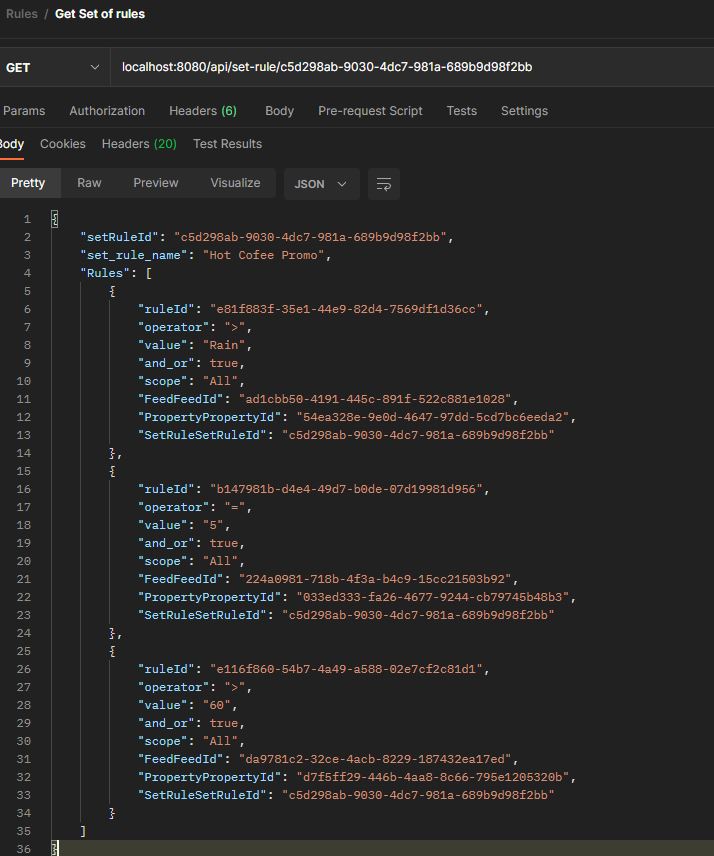 Rules / Get Set of rules
GET localhost:8080/api/set-rule/c5d298ab-9030-4dc7-981a-689b9d98f2bb
Params Authorization Headers (6) Body Pre-request Script Tests Settings
Body Cookies Headers (20) Test Results
Pretty Raw Preview Visualize JSON
1 {
2 "setRuleId": "c5d298ab-9030-4dc7-981a-689b9d98f2bb",
3 "set_rule_name": "Hot Cofee Promo",
4 "Rules": [
5 {
6 "ruleId": "e81f883f-35e1-44e9-82d4-7569df1d36cc",
7 "operator": ">",
8 "value": "Rain",
9 "and_or": true,
10 "scope": "All",
11 "FeedFeedId": "ad1cbb50-4191-445c-891f-522c881e1028",
12 "PropertyPropertyId": "54ea328e-9e0d-4647-97dd-5cd7bc6eeda2",
13 "SetRuleSetRuleId": "c5d298ab-9030-4dc7-981a-689b9d98f2bb"
14 },
15 {
16 "ruleId": "b147981b-d4e4-49d7-b0de-07d19981d956",
17 "operator": "=",
18 "value": "5",
19 "and_or": true,
20 "scope": "All",
21 "FeedFeedId": "224a0981-718b-4f3a-b4c9-15cc21503b92",
22 "PropertyPropertyId": "033ed333-fa26-4677-9244-cb79745b48b3",
23 "SetRuleSetRuleId": "c5d298ab-9030-4dc7-981a-689b9d98f2bb"
24 },
25 {
26 "ruleId": "e116f860-54b7-4a49-a588-02e7cf2c81d1",
27 "operator": ">",
28 "value": "60",
29 "and_or": true,
30 "scope": "All",
31 "FeedFeedId": "da9781c2-32ce-4acb-8229-187432ea17ed",
32 "PropertyPropertyId": "d7f5ff29-446b-4aa8-8c66-795e1205320b",
33 "SetRuleSetRuleId": "c5d298ab-9030-4dc7-981a-689b9d98f2bb"
34 }
35 ]
36 }